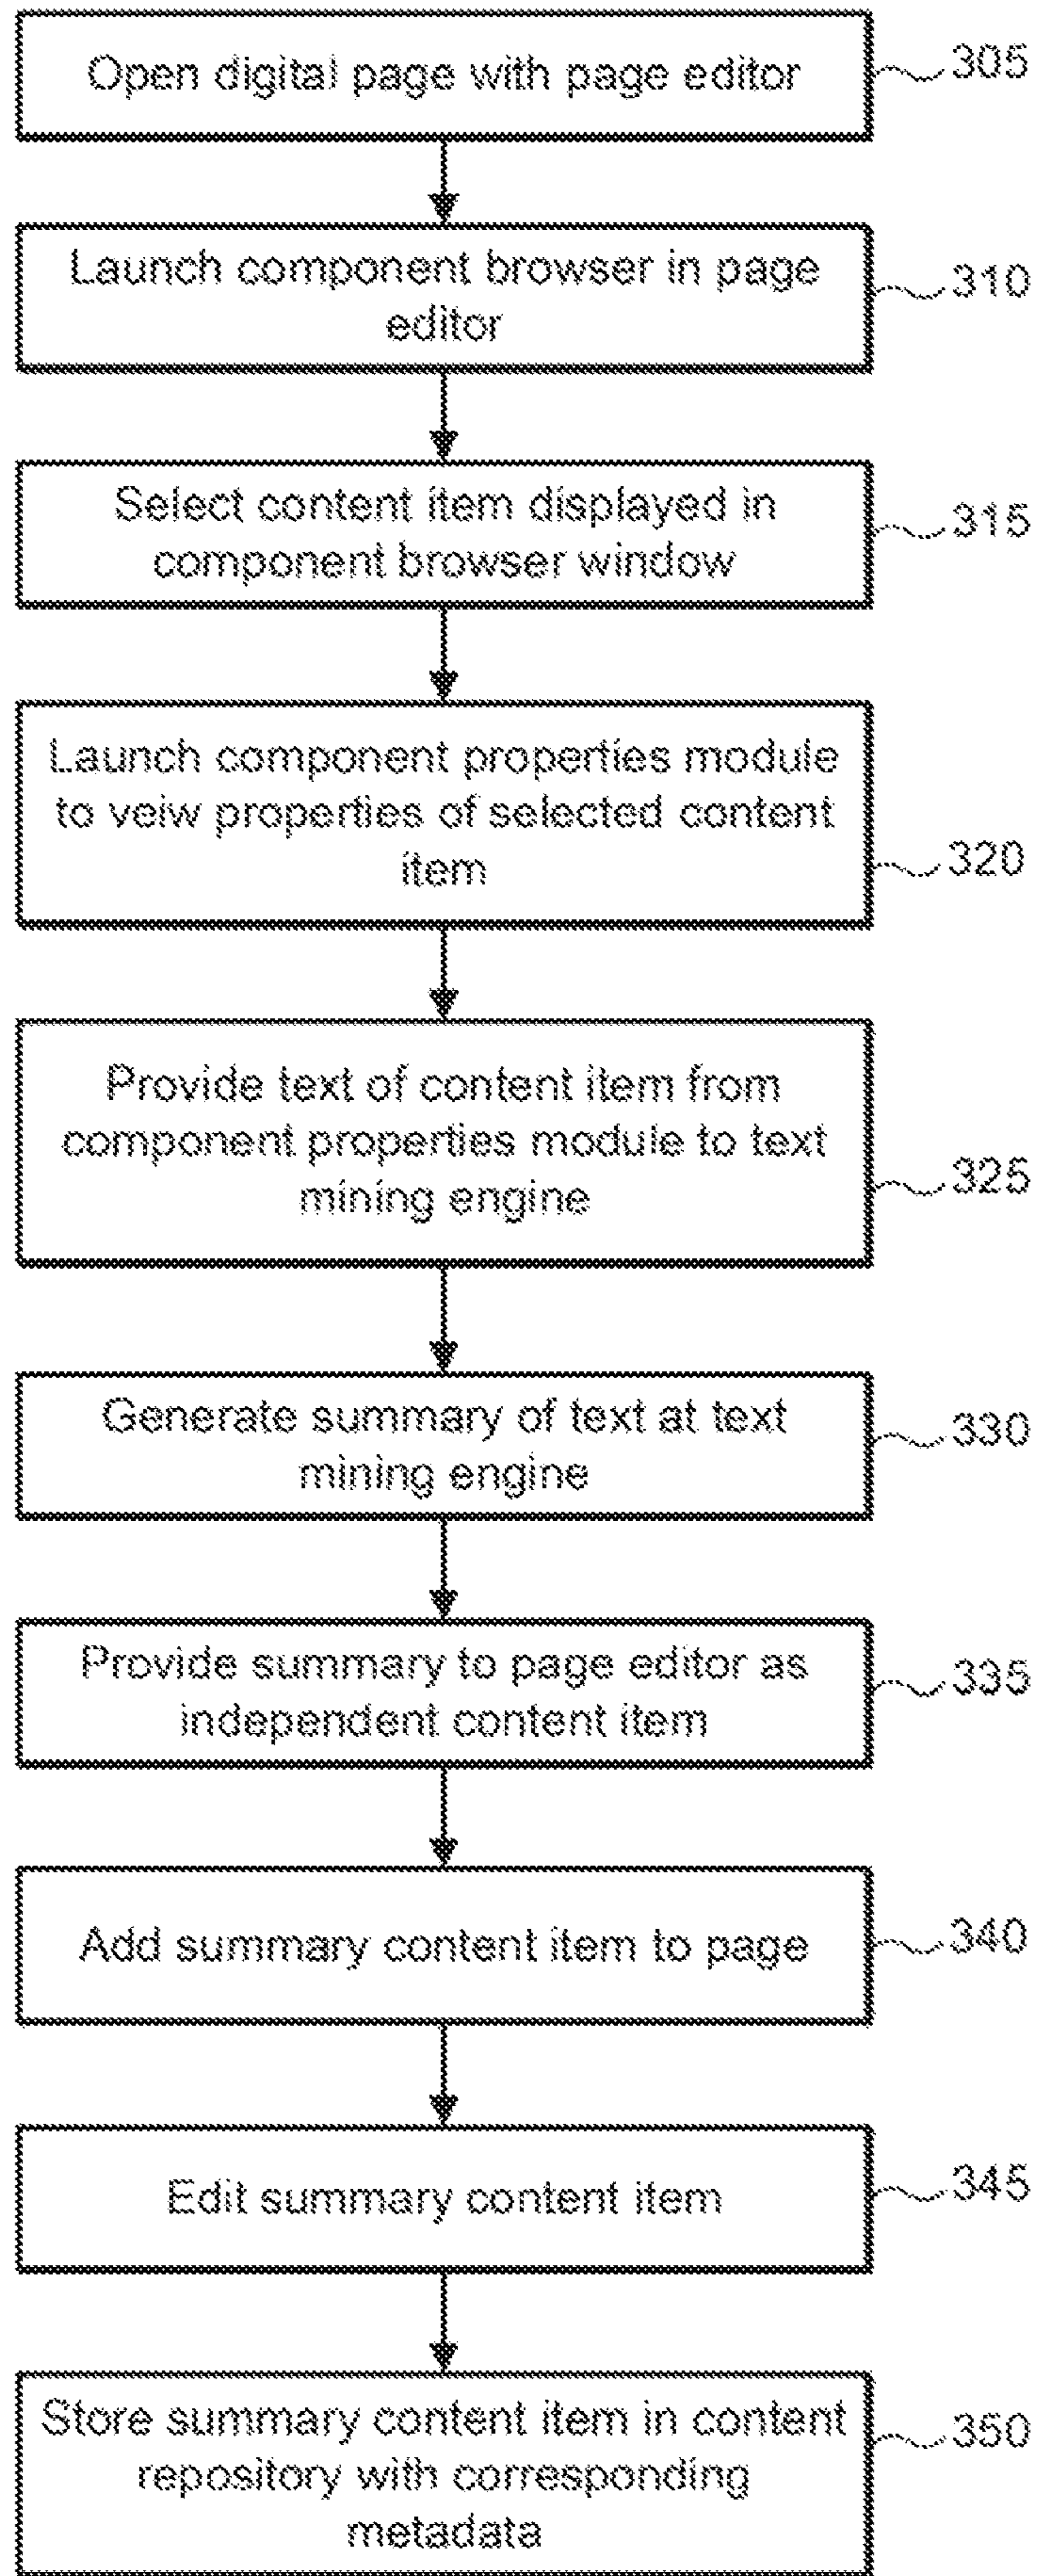 Open digital page with page editor
305
Launch component browser in page
editor
310
Select content item displayed in
component browser window
315
Launch component properties module
to veiw properties of selected content
item
320
Provide text of content item from
component properties module to text
mining engine
325
Generate summary of text at text
mining engine
330
Provide summary to page editor as
independent content item
335
Add summary content item to page
340
Edit summary content item
345
Store summary content item in content
repository with corresponding
metadata
350